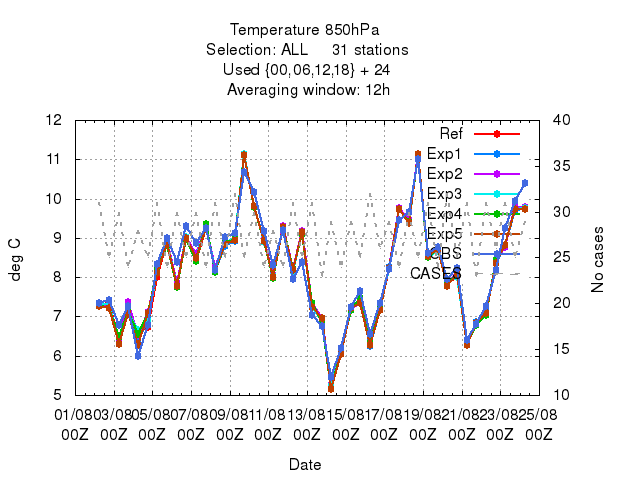 Temperature 850hPa
Selection: ALL 31 stations
Used {00,06,12,18} + 24
Averaging window: 12h
deg C
No cases
12
11
10
9
8
7
6
5
40
35
30
25
20
15
10
Ref
Exp1
Exp2
Exp3
Exp4
Exp5
OBS
CASES
01/08 03/08 05/08 07/08 09/08 11/08 13/08 15/08 17/08 19/08 21/08 23/08 25/08
00Z 00Z 00Z 00Z 00Z 00Z 00Z 00Z 00Z 00Z 00Z 00Z 00Z
Date